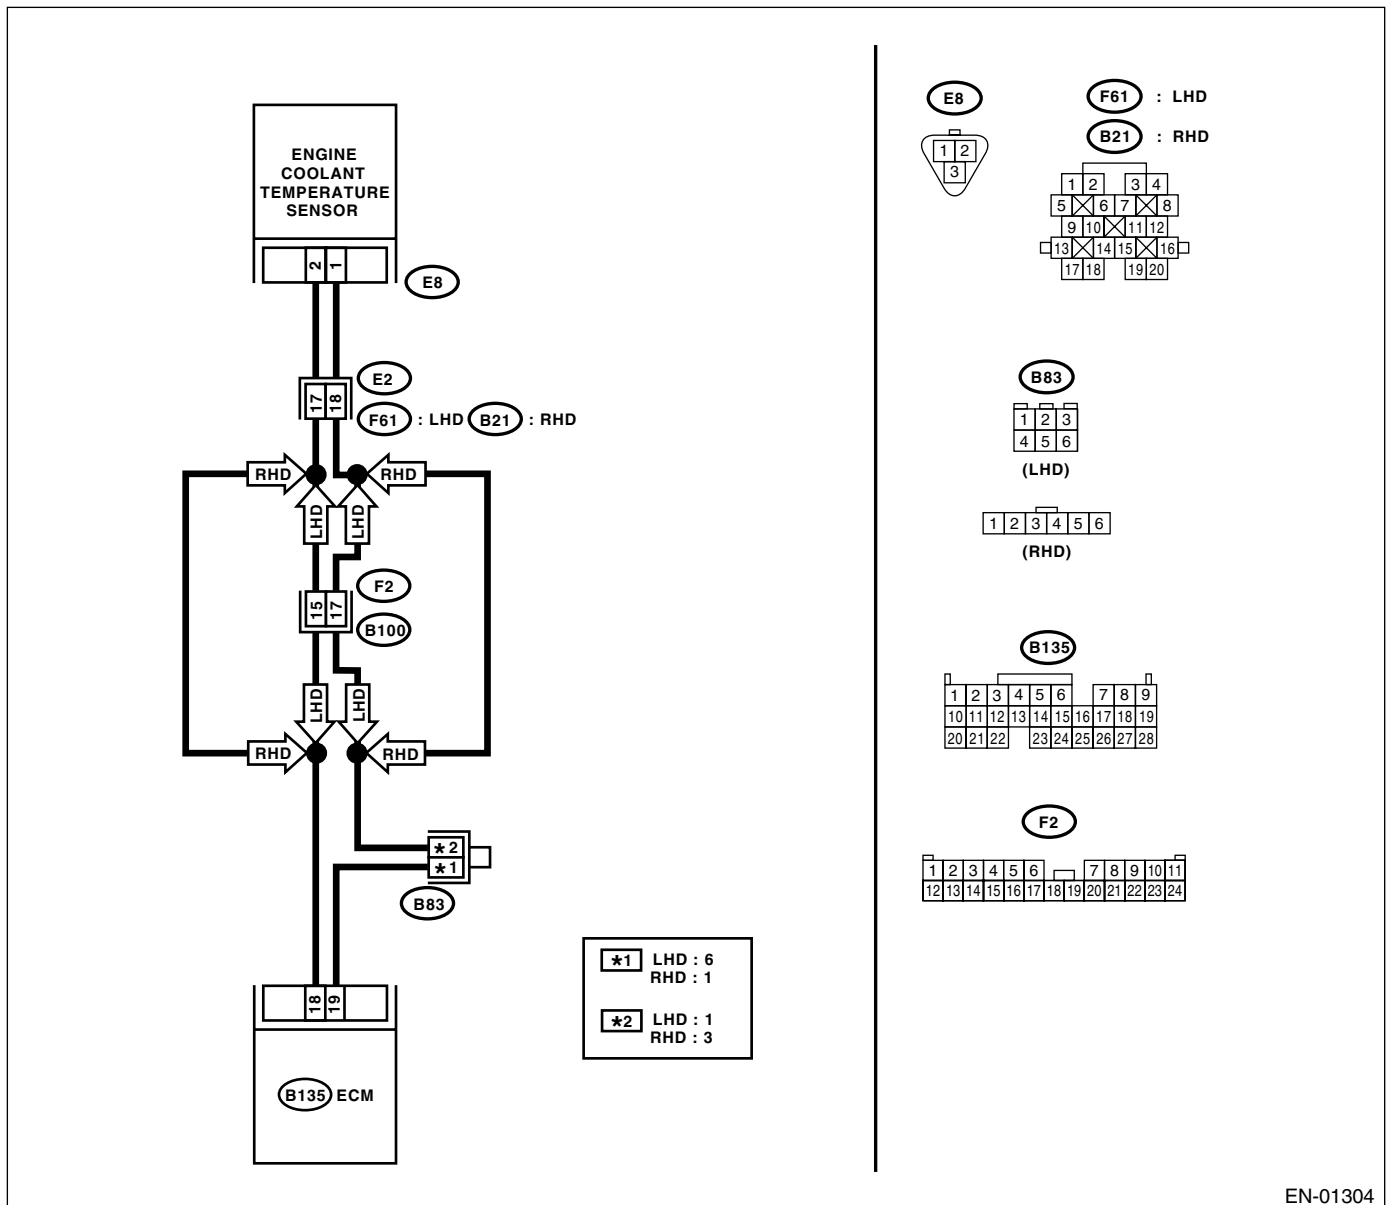 ENGINE
COOLANT
TEMPERATURE
SENSOR
2 1
E8
E2
17 18
F61 : LHD B21 : RHD
RHD RHD
LHD LHD
F2
15 17
B100
LHD LHD
RHD RHD
*2
*1
B83
18 19
B135 ECM
*1 LHD : 6
RHD : 1
*2 LHD : 1
RHD : 3
E8
1 2
3
F61 : LHD
B21 : RHD
1 2 3 4
5 6 7 8
9 10 11 12
13 14 15 16
17 18 19 20
B83
1 2 3
4 5 6
(LHD)
1 2 3 4 5 6
(RHD)
B135
1 2 3 4 5 6 7 8 9
10 11 12 13 14 15 16 17 18 19
20 21 22 23 24 25 26 27 28
F2
1 2 3 4 5 6 7 8 9 10 11
12 13 14 15 16 17 18 19 20 21 22 23 24
EN-01304